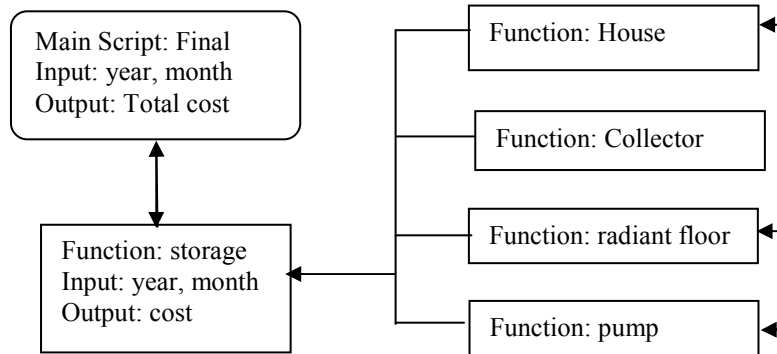 Main Script: Final
Input: year, month
Output: Total cost
Function: storage
Input: year, month
Output: cost
Function: House
Function: Collector
Function: radiant floor
Function: pump